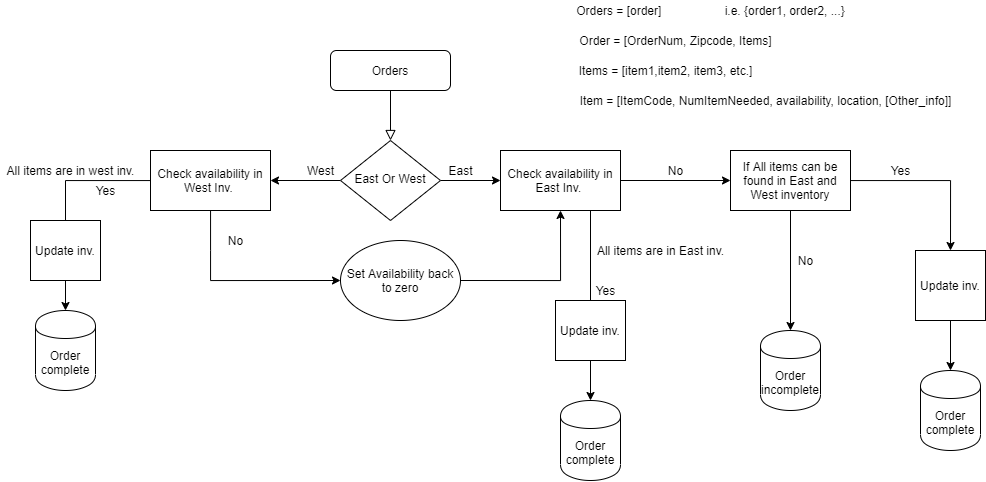 Orders = [order] i.e. {order1, order2, ...}
Order = [OrderNum, Zipcode, Items]
Items = [item1,item2, item3, etc.]
Item = [ItemCode, NumItemNeeded, availability, location, [Other_info]]
Orders
East Or West
West
East
Check availability in
West Inv.
All items are in west inv.
Yes
Update inv.
Order
complete
No
Set Availability back
to zero
Check availability in
East Inv.
All items are in East inv.
Yes
Update inv.
Order
complete
No
If All items can be
found in East and
West inventory
No
Order
incomplete
Yes
Update inv.
Order
complete